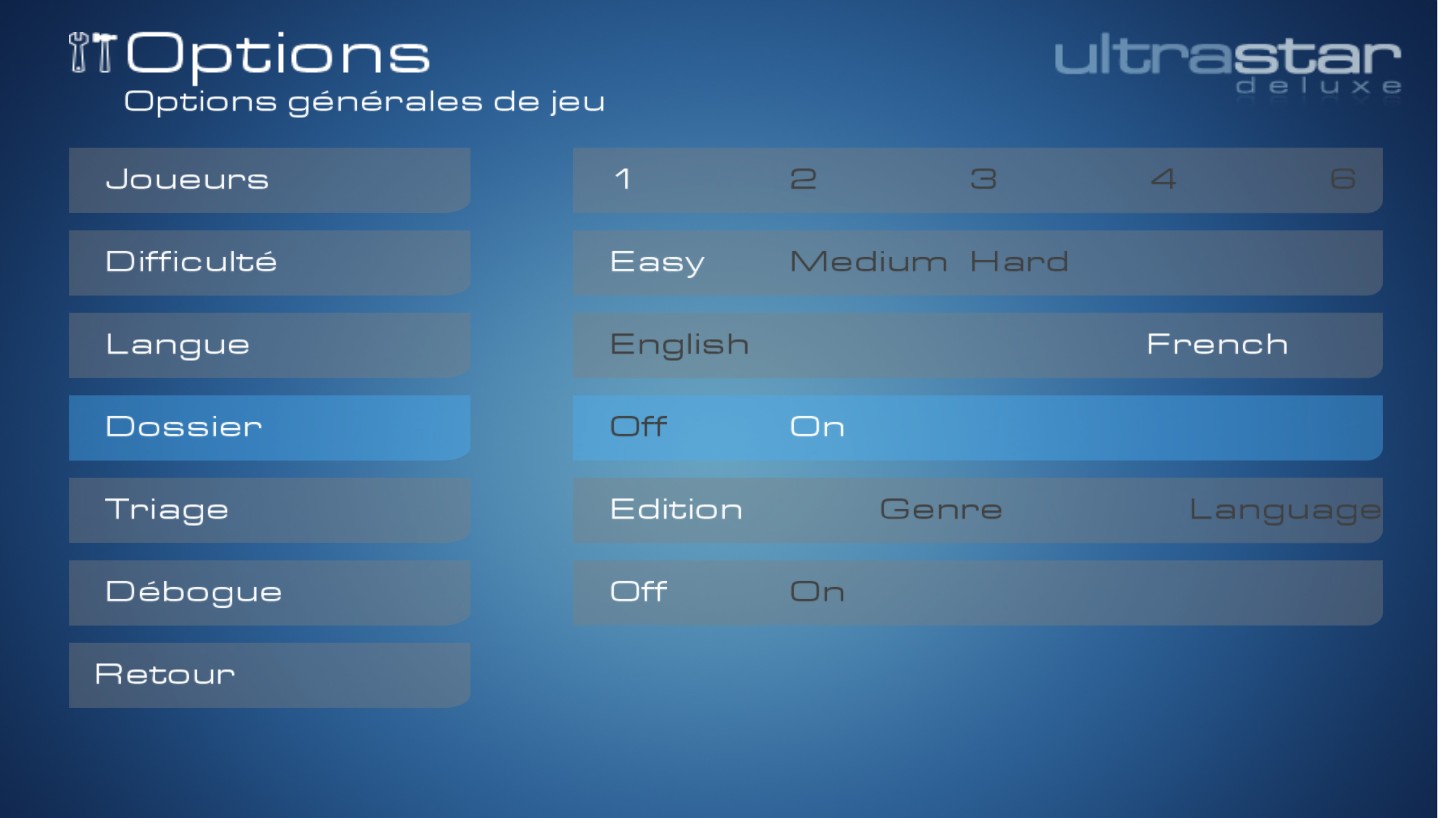 Options
ultrastar
deluxe
Options générales de jeu
Joueurs 1 2 3 4 6
Difficulté Easy Medium Hard
Langue English French
Dossier Off On
Triage Edition Genre Language
Débogue Off On
Retour